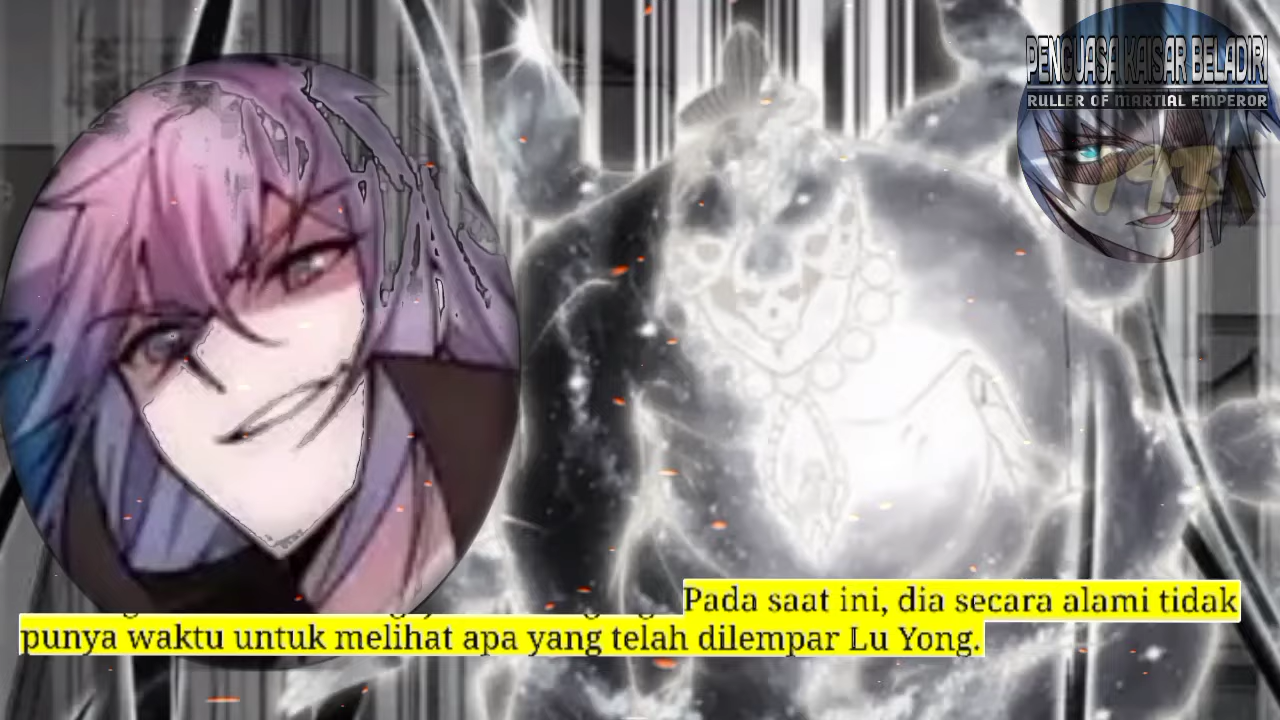 PENGUASA KAISAR BELADIRI
RULLER OF MARTIAL EMPEROR
Pada saat ini, dia secara alami tidak
punya waktu untuk melihat apa yang telah dilempar Lu Yong.